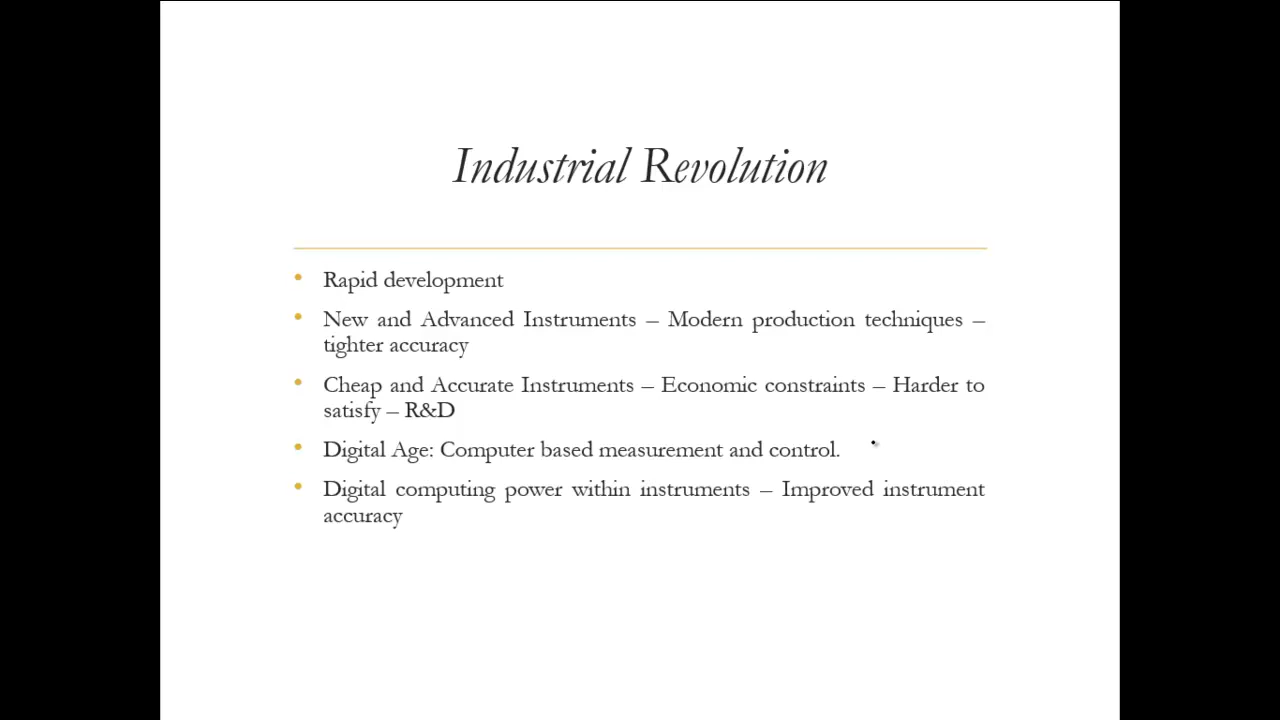 Industrial Revolution
• Rapid development
• New and Advanced Instruments – Modern production techniques –
tighter accuracy
• Cheap and Accurate Instruments – Economic constraints – Harder to
satisfy – R&D
• Digital Age: Computer based measurement and control.
• Digital computing power within instruments – Improved instrument
accuracy